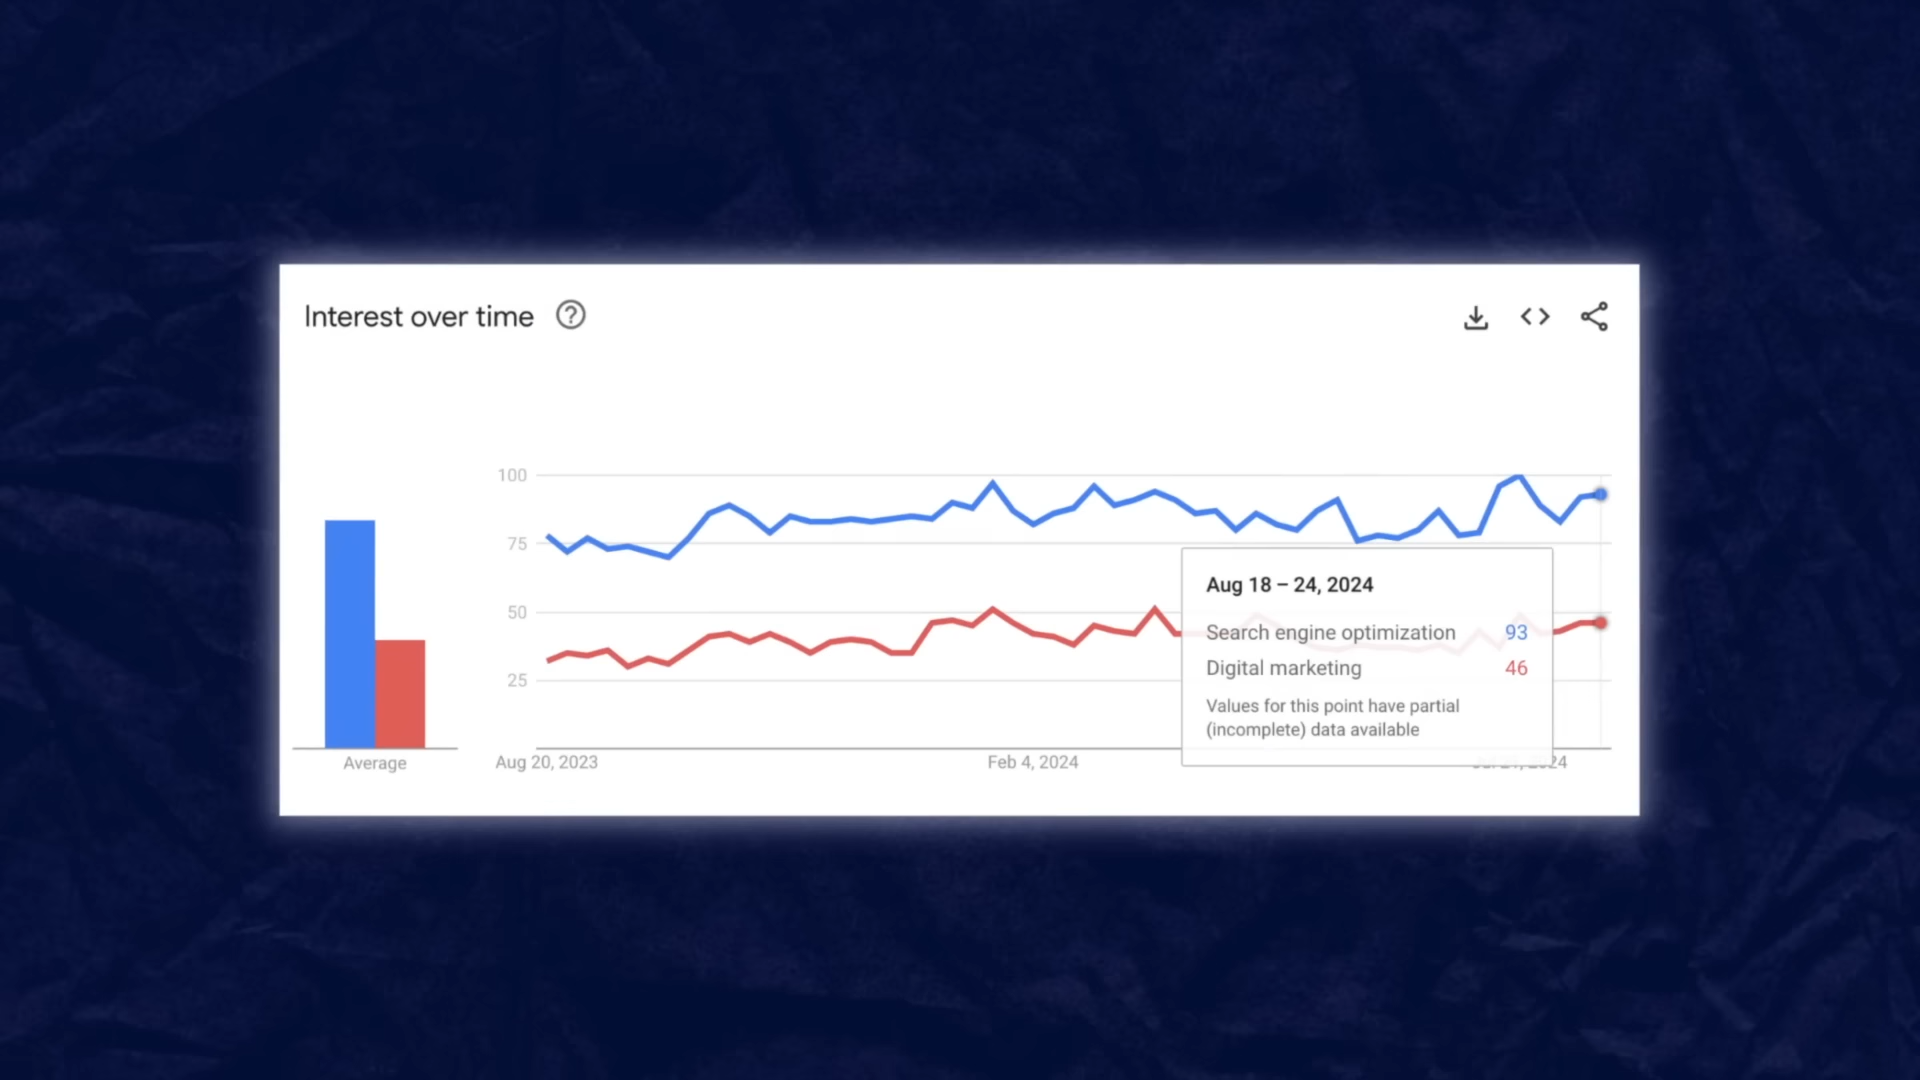 Interest over time
100
75
50
25
Average
Aug 20, 2023
Feb 4, 2024
Aug 18 – 24, 2024
Search engine optimization 93
Digital marketing 46
Values for this point have partial
(incomplete) data available